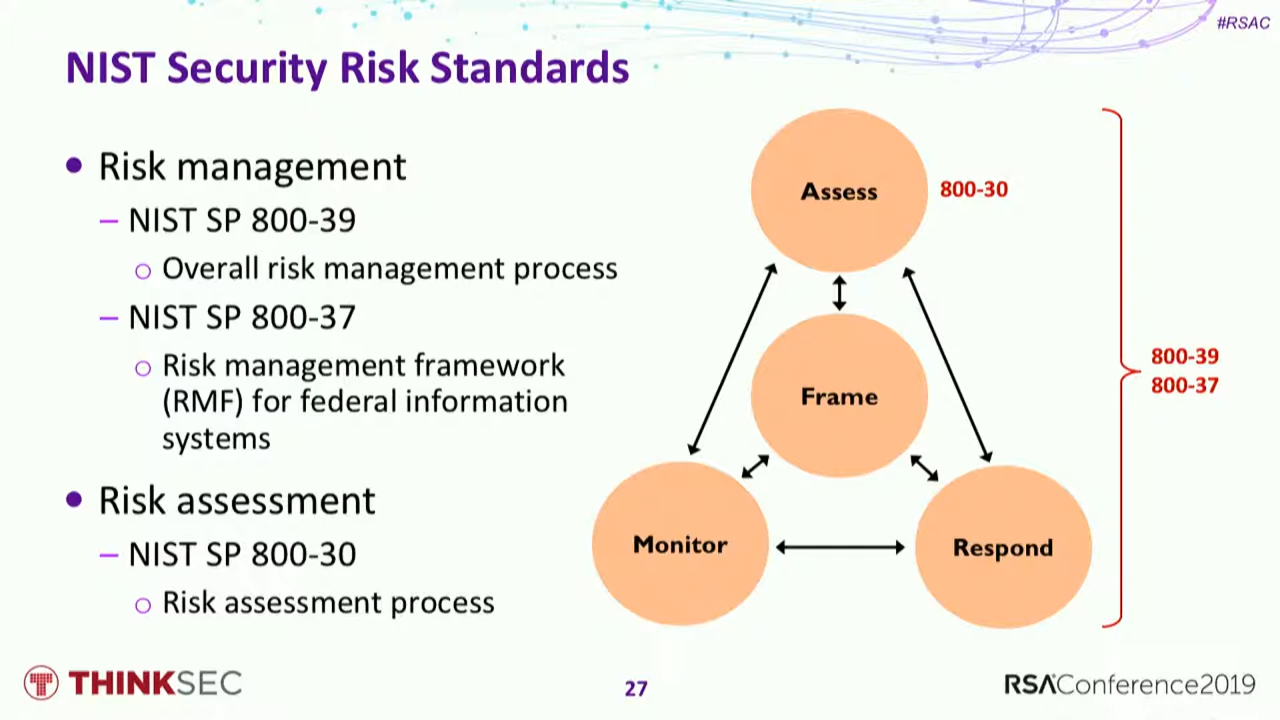 #RSAC
NIST Security Risk Standards
• Risk management
– NIST SP 800-39
o Overall risk management process
– NIST SP 800-37
o Risk management framework
(RMF) for federal information
systems
• Risk assessment
– NIST SP 800-30
o Risk assessment process
Assess
800-30
Frame
800-39
800-37
Monitor
Respond
THINKSEC
27
RSAConference2019